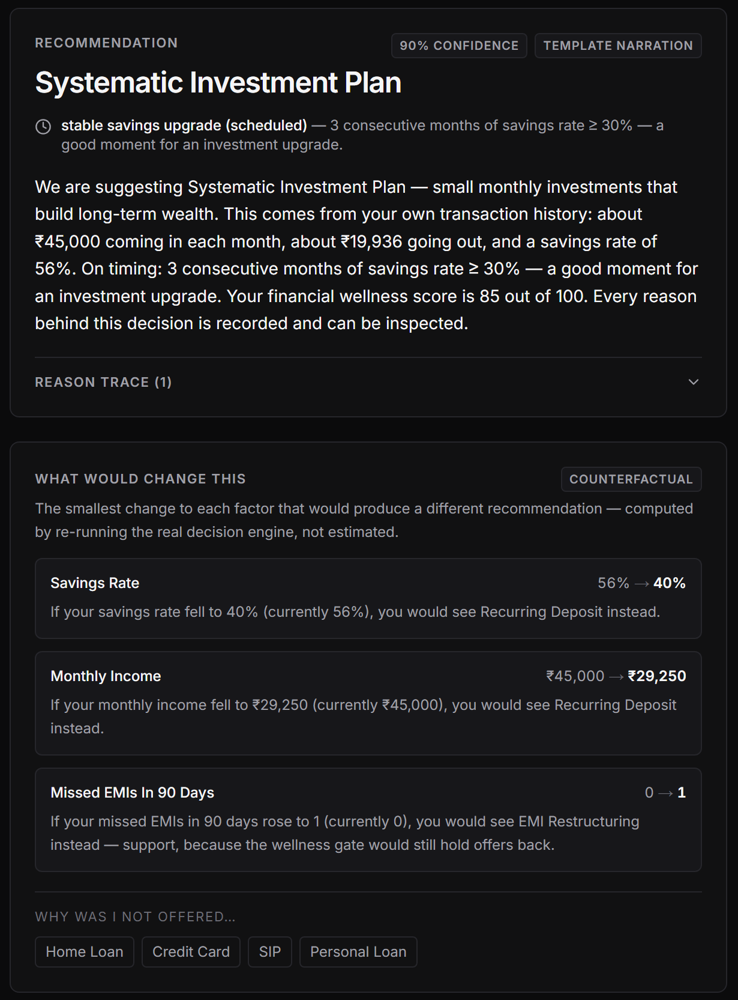 RECOMMENDATION
90% CONFIDENCE
TEMPLATE NARRATION
Systematic Investment Plan
stable savings upgrade (scheduled) — 3 consecutive months of savings rate ≥ 30% — a
good moment for an investment upgrade.
We are suggesting Systematic Investment Plan — small monthly investments that
build long-term wealth. This comes from your own transaction history: about
₹45,000 coming in each month, about ₹19,936 going out, and a savings rate of
56%. On timing: 3 consecutive months of savings rate ≥ 30% — a good moment for
an investment upgrade. Your financial wellness score is 85 out of 100. Every reason
behind this decision is recorded and can be inspected.
REASON TRACE (1)
WHAT WOULD CHANGE THIS
COUNTERFACTUAL
The smallest change to each factor that would produce a different recommendation — computed
by re-running the real decision engine, not estimated.
Savings Rate
56% → 40%
If your savings rate fell to 40% (currently 56%), you would see Recurring Deposit instead.
Monthly Income
₹45,000 → ₹29,250
If your monthly income fell to ₹29,250 (currently ₹45,000), you would see Recurring Deposit
instead.
Missed EMIs In 90 Days
0 → 1
If your missed EMIs in 90 days rose to 1 (currently 0), you would see EMI Restructuring
instead — support, because the wellness gate would still hold offers back.
WHY WAS I NOT OFFERED...
Home Loan
Credit Card
SIP
Personal Loan